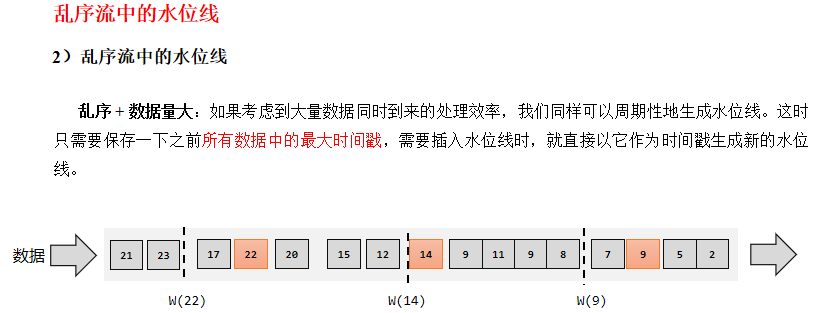 乱序流中的水位线
2）乱序流中的水位线
乱序 + 数据量大：如果考虑到大量数据同时到来的处理效率，我们同样可以周期性地生成水位线。这时
只需要保存一下之前所有数据中的最大时间戳，需要插入水位线时，就直接以它作为时间戳生成新的水位
线。
数据 21 23 17 22 20 15 12 14 9 11 9 8 7 9 5 2
W(22) W(14) W(9)